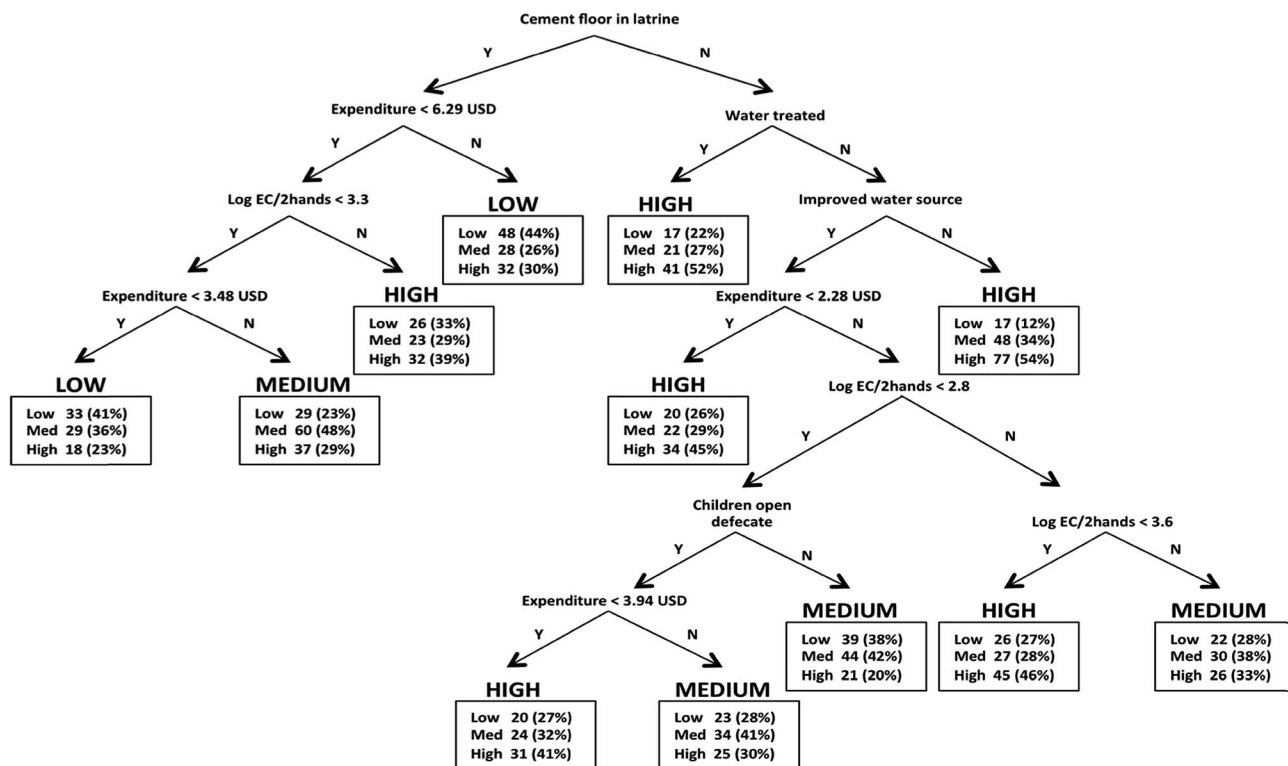 Cement floor in latrine
Y
N
Expenditure < 6.29 USD
Water treated
Y
N
Y
N
Log EC/2hands < 3.3
LOW
Low 48 (44%)
Med 28 (26%)
High 32 (30%)
HIGH
Low 17 (22%)
Med 21 (27%)
High 41 (52%)
Improved water source
Y
N
Y
N
Expenditure < 3.48 USD
HIGH
Low 26 (33%)
Med 23 (29%)
High 32 (39%)
Expenditure < 2.28 USD
HIGH
Low 17 (12%)
Med 48 (34%)
High 77 (54%)
Y
N
Y
N
LOW
Low 33 (41%)
Med 29 (36%)
High 18 (23%)
MEDIUM
Low 29 (23%)
Med 60 (48%)
High 37 (29%)
HIGH
Low 20 (26%)
Med 22 (29%)
High 34 (45%)
Log EC/2hands < 2.8
Y
N
Children open
defecate
Log EC/2hands < 3.6
Y
N
Y
N
Expenditure < 3.94 USD
MEDIUM
Low 39 (38%)
Med 44 (42%)
High 21 (20%)
HIGH
Low 26 (27%)
Med 27 (28%)
High 45 (46%)
MEDIUM
Low 22 (28%)
Med 30 (38%)
High 26 (33%)
Y
N
HIGH
Low 20 (27%)
Med 24 (32%)
High 31 (41%)
MEDIUM
Low 23 (28%)
Med 34 (41%)
High 25 (30%)